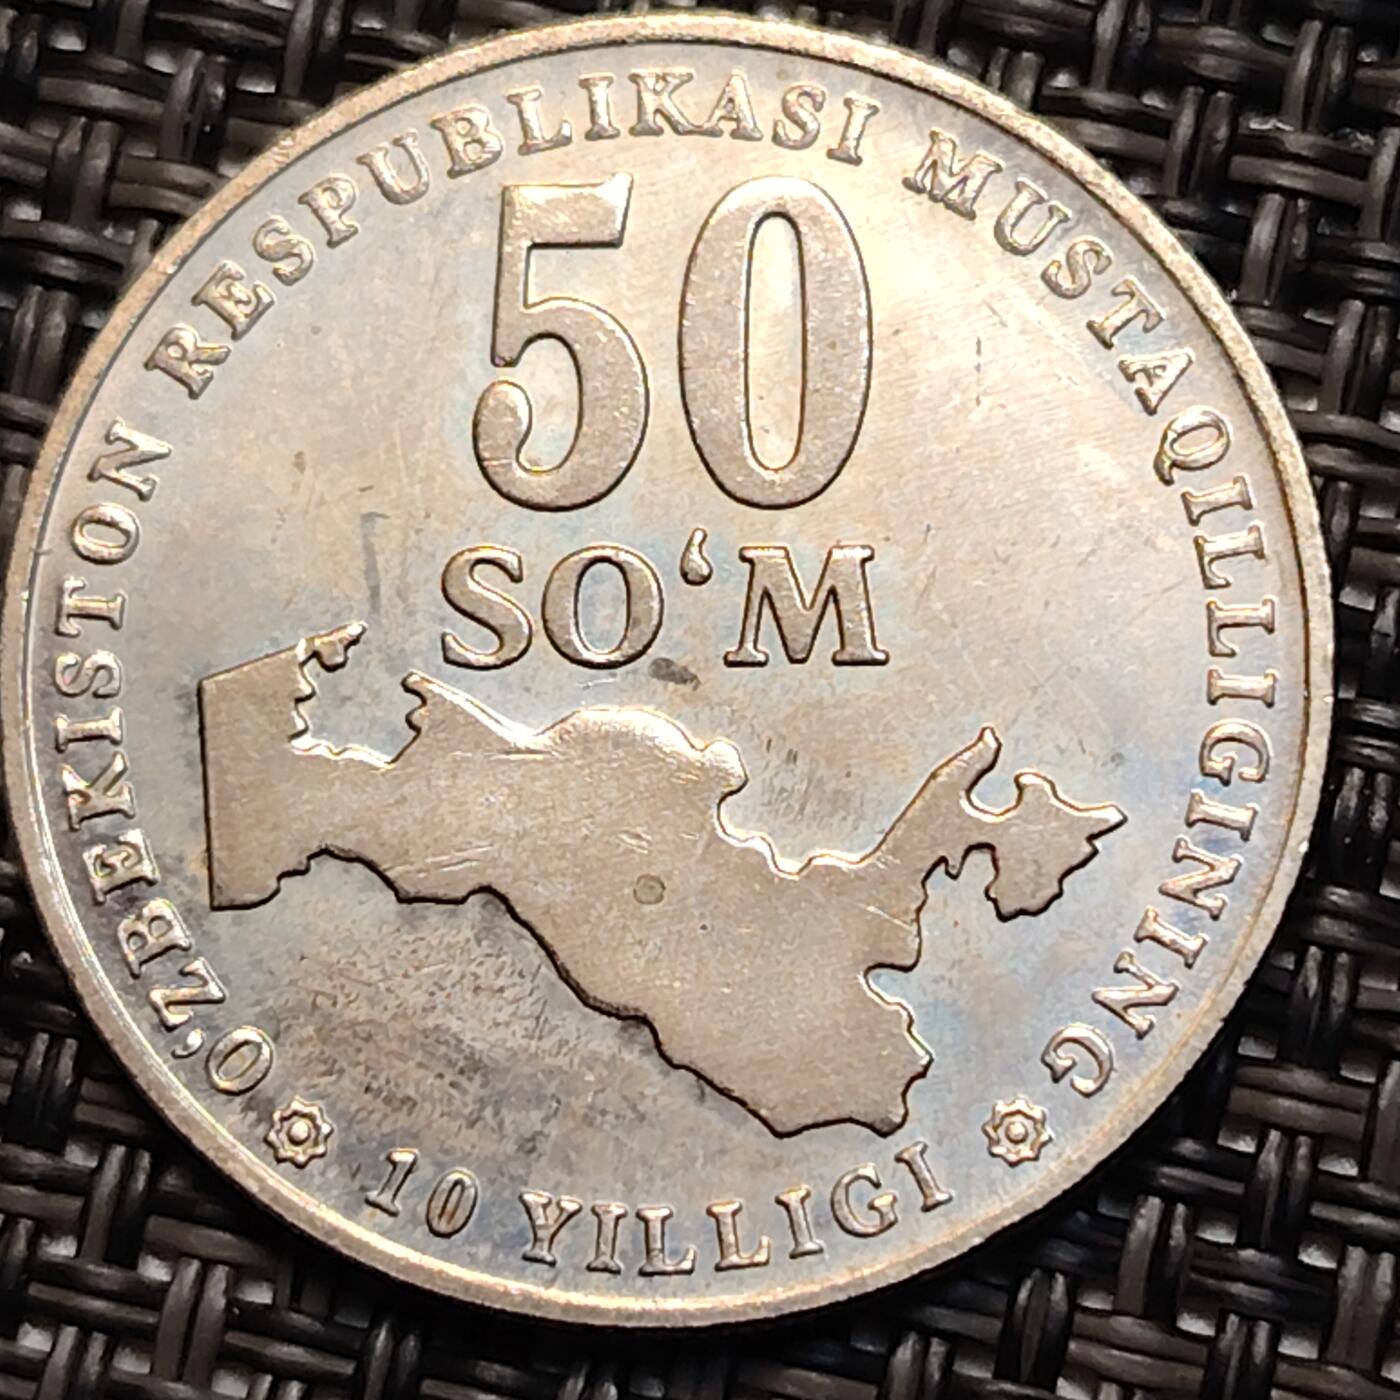 O'ZBEKISTON RESPUBLIKASI MUSTAQILLIGINING
50
SO‘M
10 YILLIGI